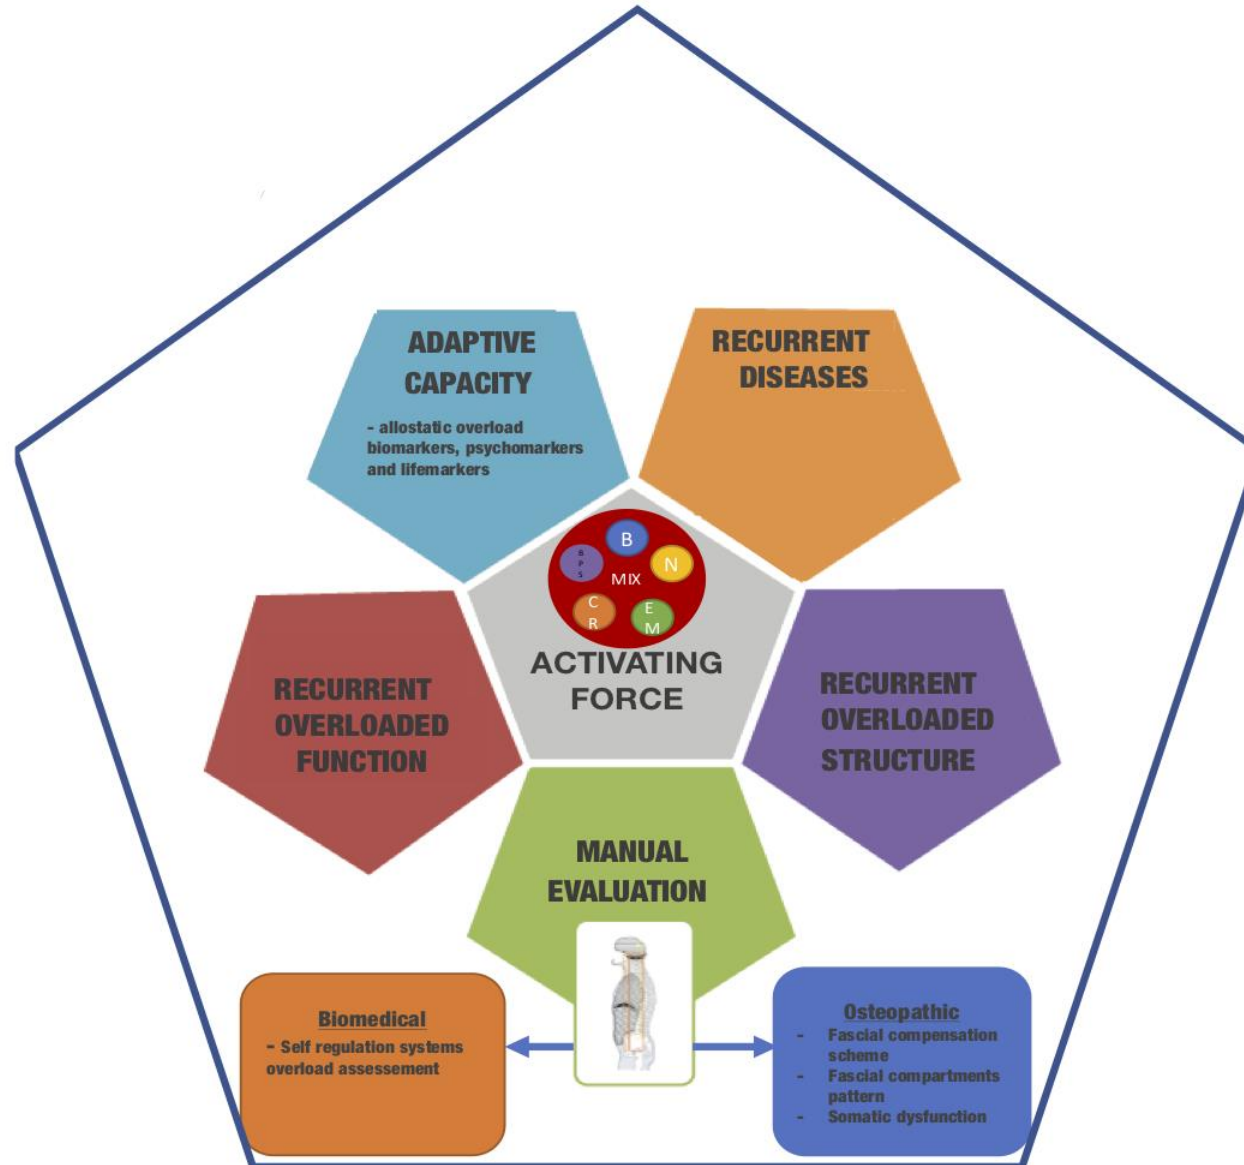 ADAPTIVE
CAPACITY
- allostatic overload
biomarkers, psychomarkers
and lifemarkers
RECURRENT
DISEASES
B
B
P
S
N
MIX
C
R
E
M
ACTIVATING
FORCE
RECURRENT
OVERLOADED
FUNCTION
RECURRENT
OVERLOADED
STRUCTURE
MANUAL
EVALUATION
Biomedical
- Self regulation systems
overload assessement
Osteopathic
- Fascial compensation
scheme
- Fascial compartments
pattern
- Somatic dysfunction